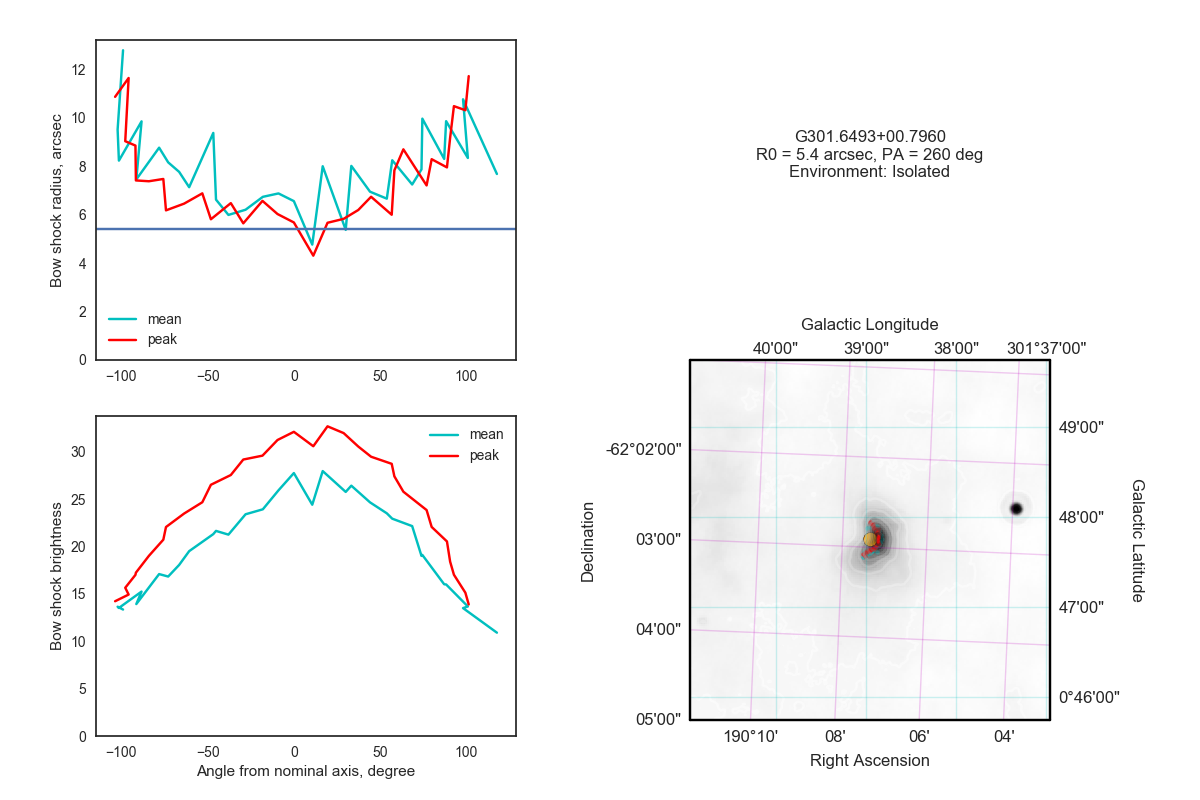 12
10
8
6
4
2
0
Bow shock radius, arcsec
mean
peak
−100
−50
0
50
100
G301.6493+00.7960
R0 = 5.4 arcsec, PA = 260 deg
Environment: Isolated
30
25
20
15
10
5
0
Bow shock brightness
mean
peak
−100
−50
0
50
100
Angle from nominal axis, degree
Galactic Longitude
40'00" 39'00" 38'00" 301°37'00"
-62°02'00"
03'00"
04'00"
05'00"
Declination
49'00"
48'00"
47'00"
0°46'00"
Galactic Latitude
190°10' 08' 06' 04'
Right Ascension